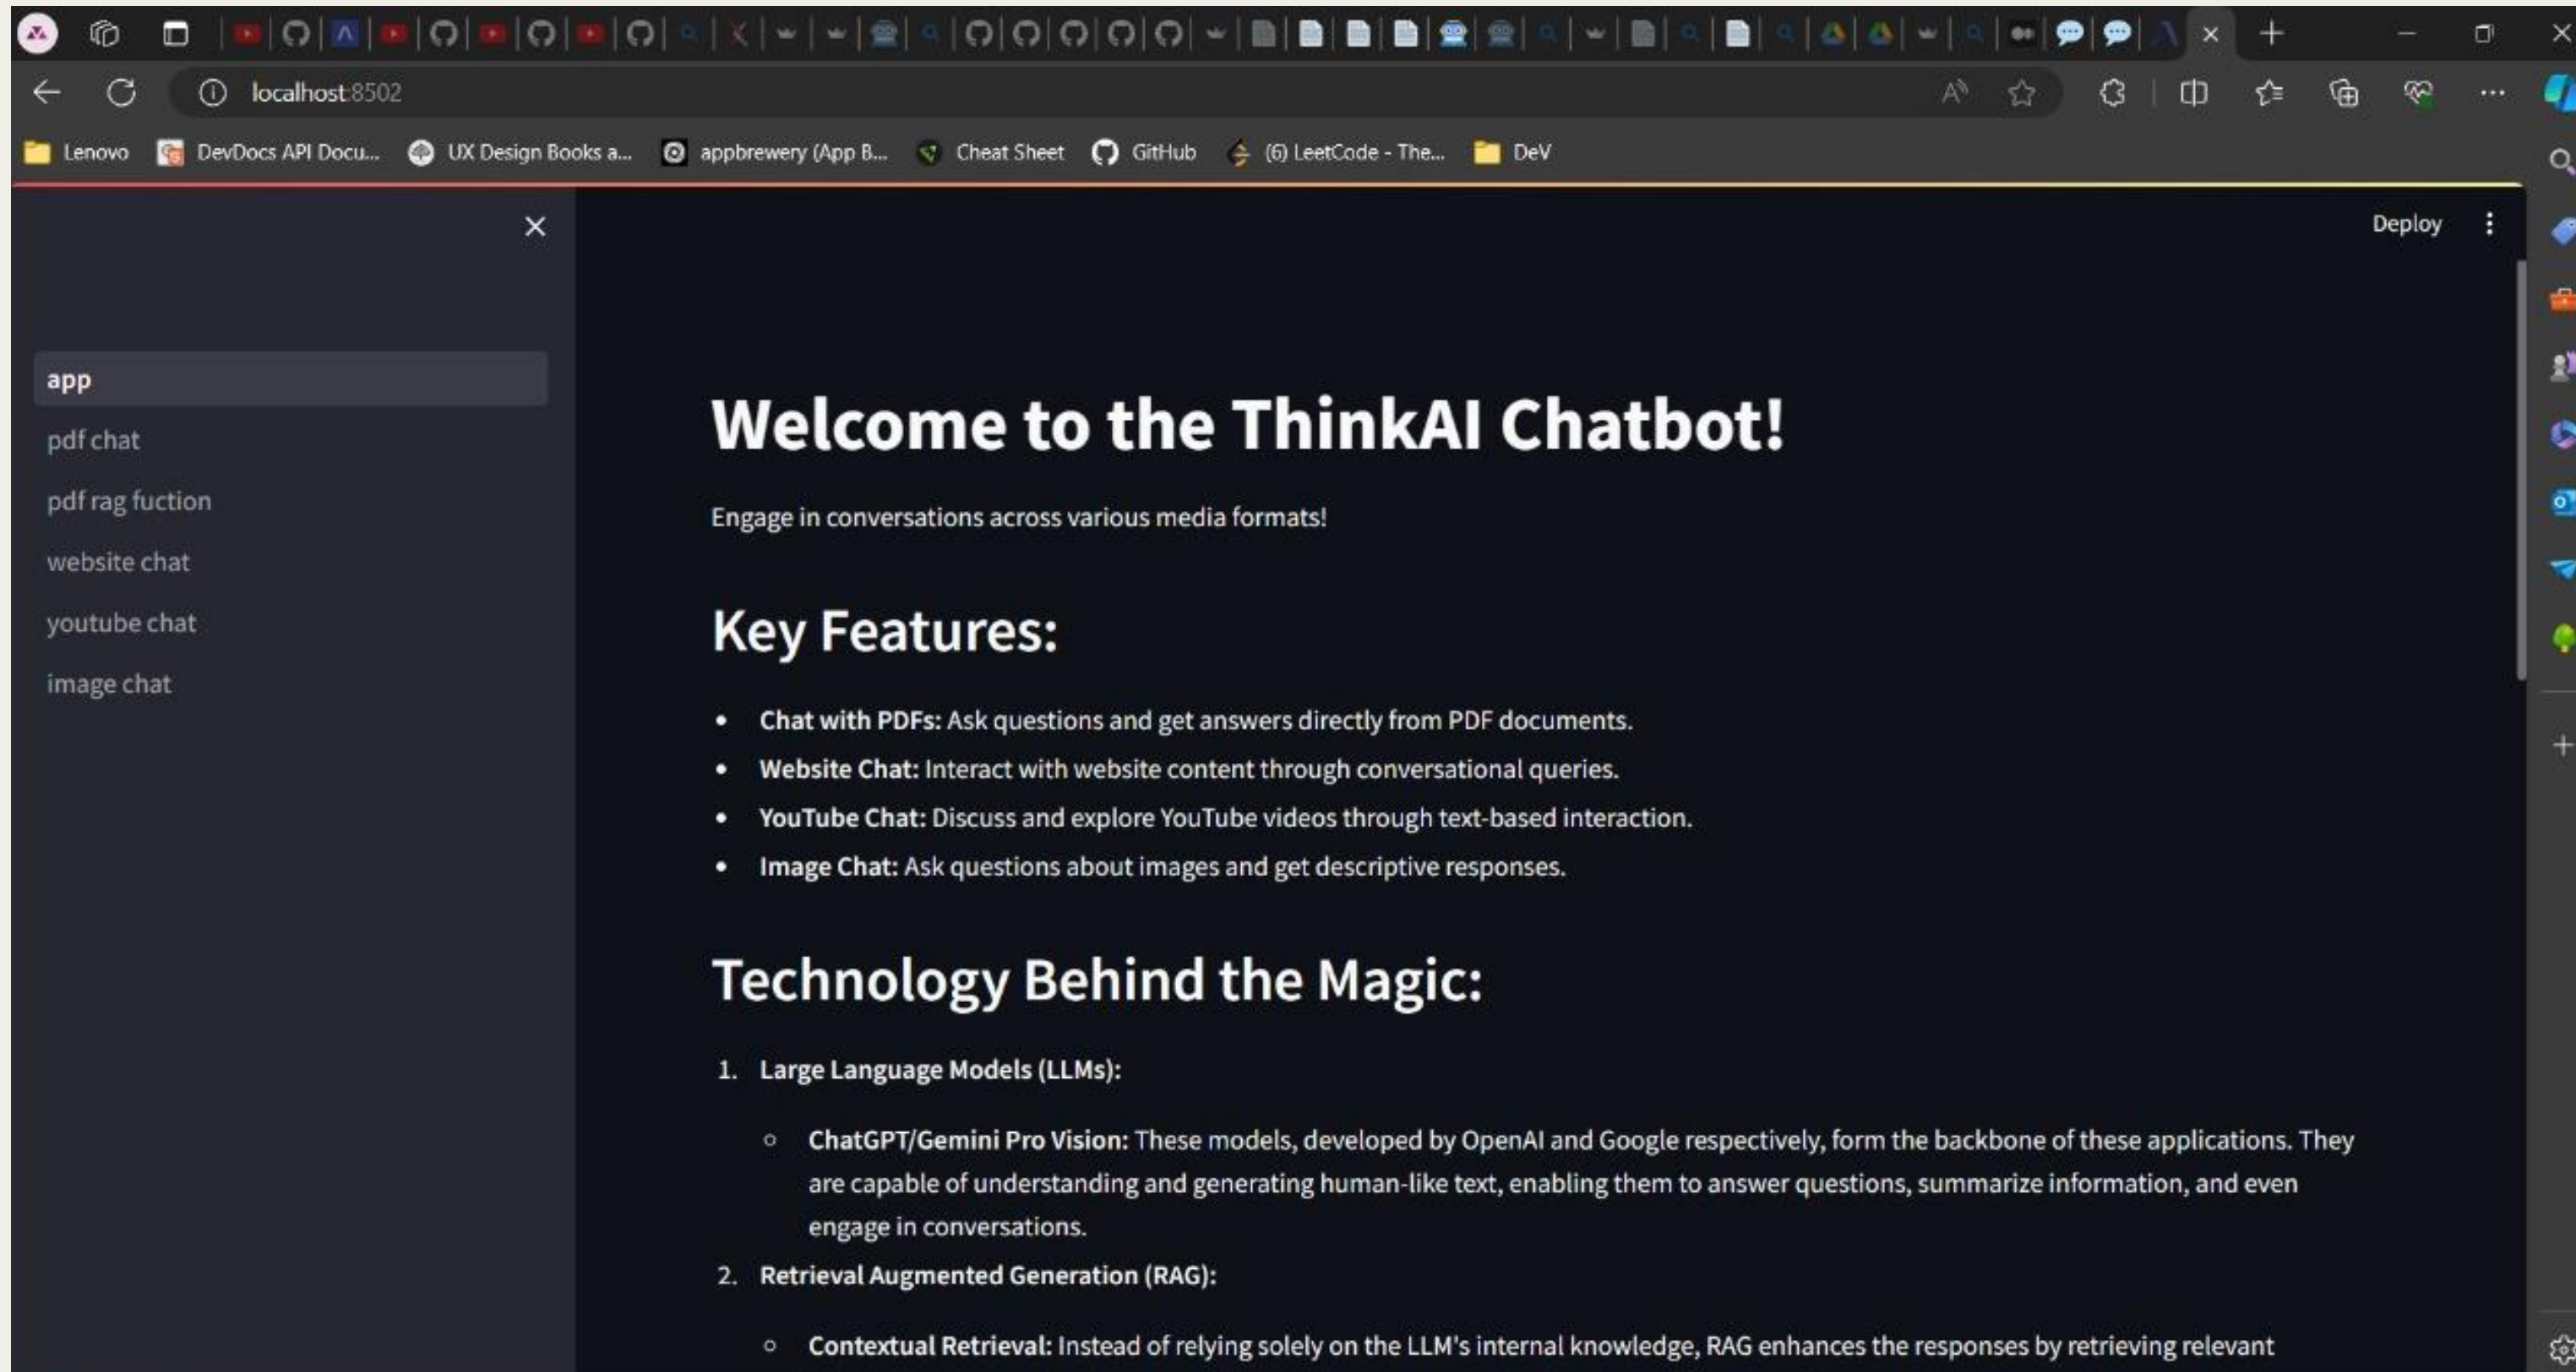 localhost:8502
Lenovo
DevDocs API Docu...
UX Design Books a...
appbrewery (App B...
Cheat Sheet
GitHub
(6) LeetCode - The...
DeV
Deploy
app
pdf chat
pdf rag fuction
website chat
youtube chat
image chat
Welcome to the ThinkAI Chatbot!
Engage in conversations across various media formats!
Key Features:
• Chat with PDFs: Ask questions and get answers directly from PDF documents.
• Website Chat: Interact with website content through conversational queries.
• YouTube Chat: Discuss and explore YouTube videos through text-based interaction.
• Image Chat: Ask questions about images and get descriptive responses.
Technology Behind the Magic:
1. Large Language Models (LLMs):
○ ChatGPT/Gemini Pro Vision: These models, developed by OpenAI and Google respectively, form the backbone of these applications. They
are capable of understanding and generating human-like text, enabling them to answer questions, summarize information, and even
engage in conversations.
2. Retrieval Augmented Generation (RAG):
○ Contextual Retrieval: Instead of relying solely on the LLM's internal knowledge, RAG enhances the responses by retrieving relevant